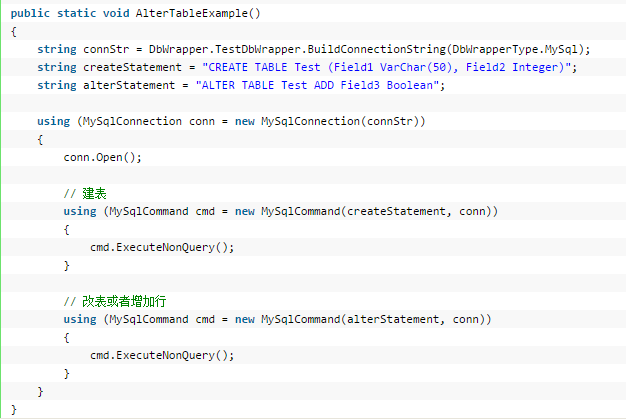 public static void AlterTableExample()
{
    string connStr = DbWrapper.TestDbWrapper.BuildConnectionString(DbWrapperType.MySql);
    string createStatement = "CREATE TABLE Test (Field1 VarChar(50), Field2 Integer)";
    string alterStatement = "ALTER TABLE Test ADD Field3 Boolean";
    using (MySqlConnection conn = new MySqlConnection(connStr))
    {
        conn.Open();
        // 建表
        using (MySqlCommand cmd = new MySqlCommand(createStatement, conn))
        {
            cmd.ExecuteNonQuery();
        }
        // 改表或者增加行
        using (MySqlCommand cmd = new MySqlCommand(alterStatement, conn))
        {
            cmd.ExecuteNonQuery();
        }
    }
}